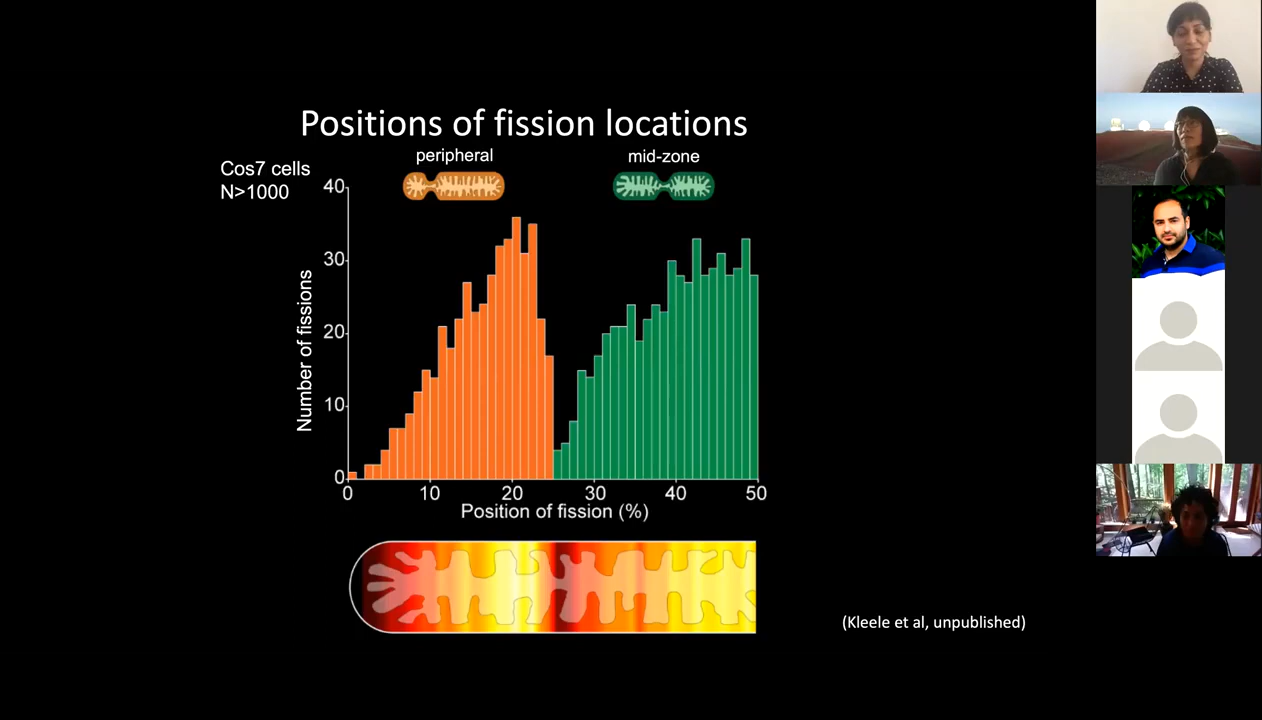 Positions of fission locations
Cos7 cells
N>1000
peripheral
mid-zone
40
30
20
10
0
Number of fissions
0 10 20 30 40 50
Position of fission (%)
(Kleele et al, unpublished)